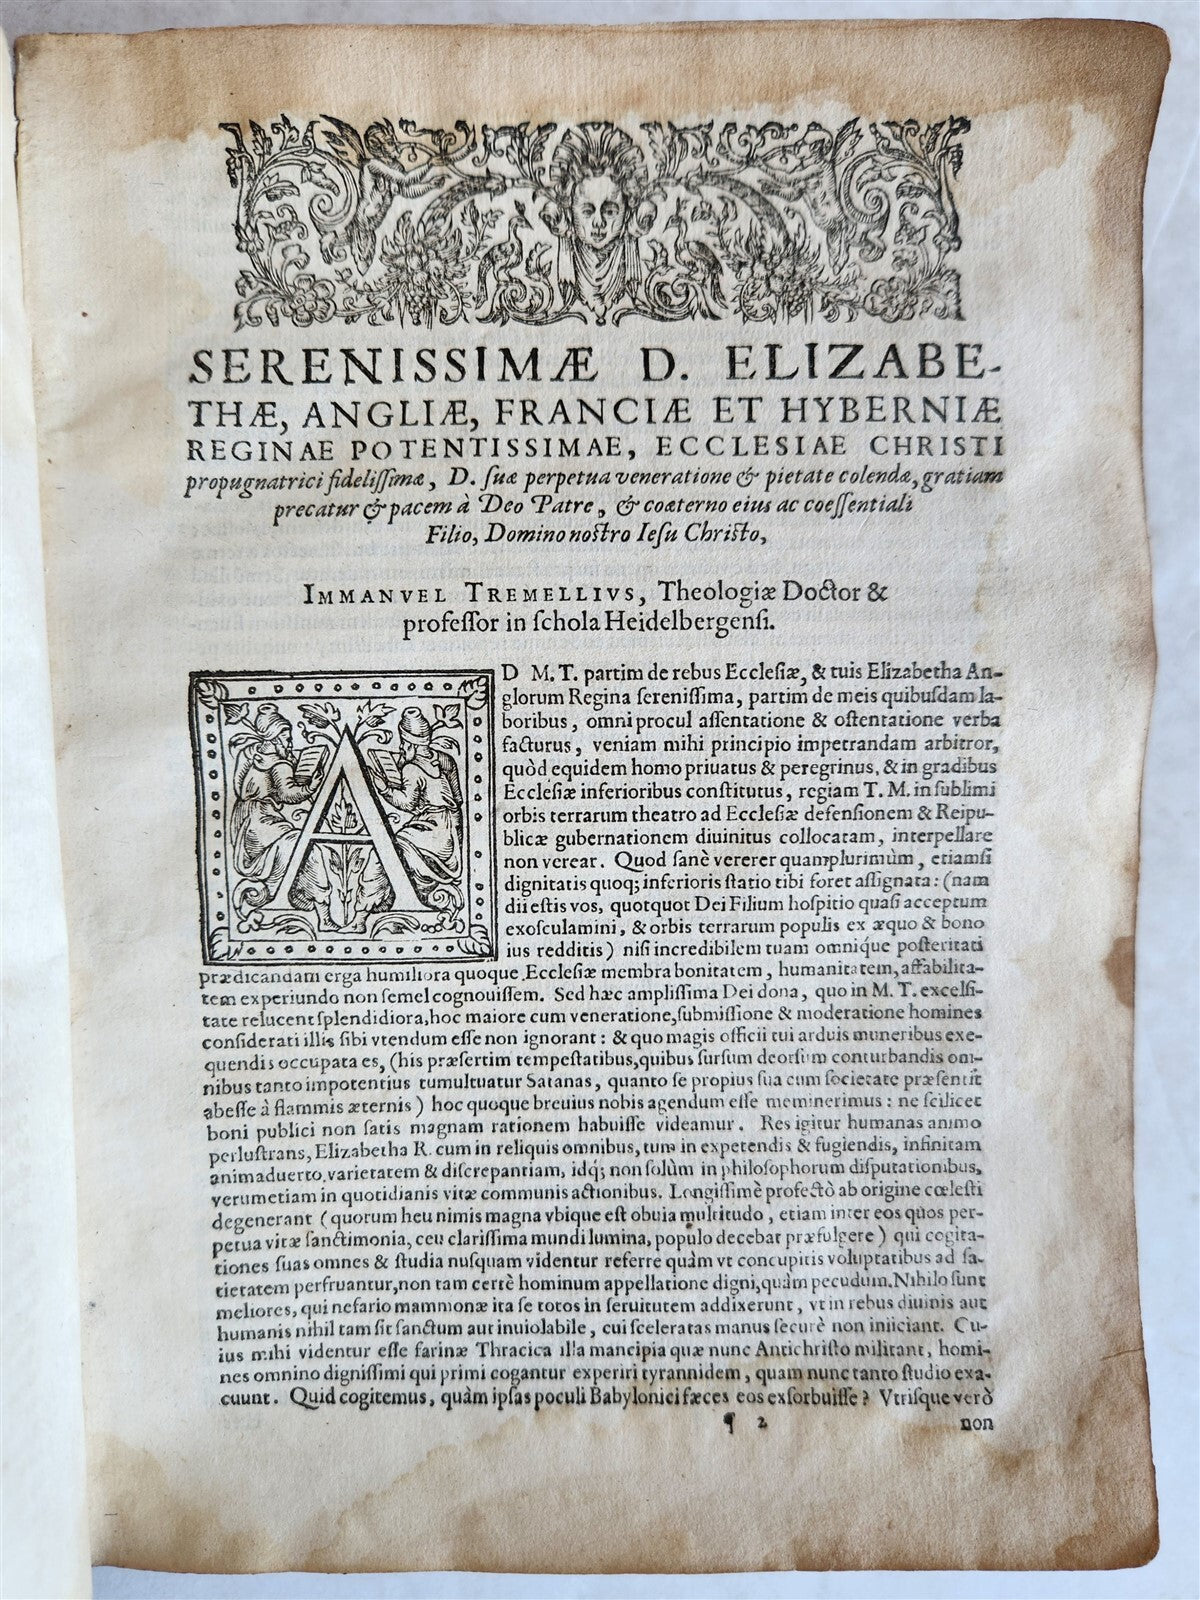 SERENISSIMÆ D. ELIZABE-
THÆ, ANGLIÆ, FRANCIÆ ET HYBERNIÆ
REGINAE POTENTISSIMAE, ECCLESIAE CHRISTI
propugnatrici fidelissimæ, D. suæ perpetua veneratione & pietate colendæ, gratiam
precatur & pacem à Deo Patre, & coæterno eius ac coessentiali
Filio, Domino nostro Iesu Christo,
IMMANVEL TREMELLIVS, Theologiæ Doctor &
professor in schola Heidelbergensi.
AD M. T. partim de rebus Ecclesiæ, & tuis Elizabetha An-
glorum Regina serenissima, partim de meis quibusdam la-
boribus, omni procul assentatione & ostentatione verba
facturus, veniam mihi principio impetrandam arbitror,
quòd equidem homo priuatus & peregrinus, & in gradibus
Ecclesiæ inferioribus constitutus, regiam T. M. in sublimi
orbis terrarum theatro ad Ecclesiæ defensionem & Reipu-
blicæ gubernationem diuinitus collocatam, interpellare
non verear. Quod sanè vererer quamplurimùm, etiamsi
dignitatis quoq; inferioris statio tibi foret assignata: (nam
dii estis vos, quotquot Dei Filium hospitio quasi acceptum
exosculamini, & orbis terrarum populis ex æquo & bono
ius redditis) nisi incredibilem tuam omniq́ue posteritati
prædicandam erga humiliora quoque Ecclesiæ membra bonitatem, humanitatem, affabilita-
tem experiundo non semel cognouissem. Sed hæc amplissima Dei dona, quo in M. T. excelsi-
tate relucent splendidiora, hoc maiore cum veneratione, submissione & moderatione homines
considerati illis sibi vtendum esse non ignorant: & quo magis officii tui arduis muneribus exe-
quendis occupata es, (his præsertim tempestatibus, quibus sursum deorsum conturbandis om-
nibus tanto impotentius tumultuatur Satanas, quanto se propius sua cum societate præsentit
abesse à flammis æternis) hoc quoque breuius nobis agendum esse meminerimus: ne scilicet
boni publici non satis magnam rationem habuisse videamur. Res igitur humanas animo
perlustrans, Elizabetha R. cum in reliquis omnibus, tum in expetendis & fugiendis, infinitam
animaduerto varietatem & discrepantiam, idq́; non solùm in philosophorum disputationibus,
verumetiam in quotidianis vitæ communis actionibus. Longissimè profectò ab origine cœlesti
degenerant (quorum heu nimis magna vbique est obuia multitudo, etiam inter eos quos per-
petua vitæ sanctimonia, ceu clarissima mundi lumina, populo decebat præfulgere) qui cogita-
tiones suas omnes & studia nusquam videntur referre quàm vt concupitis voluptatibus ad sa-
tietatem perfruantur, non tam certè hominum appellatione digni, quàm pecudum. Nihilo sunt
meliores, qui nefario mammonæ ita se totos in seruitutem addixerunt, vt in rebus diuinis aut
humanis nihil tam sit sanctum aut inuiolabile, cui sceleratas manus securè non iniiciant. Cu-
ius mihi videntur esse farinæ Thracica illa mancipia quæ nunc Antichristo militant, homi-
nes omnino dignissimi qui primi cogantur experiri tyrannidem, quam nunc tanto studio exa-
cuunt. Quid cogitemus, quàm ipsas poculi Babylonici fæces eos exsorbuisse? Vtrisque verò
¶ 2 non